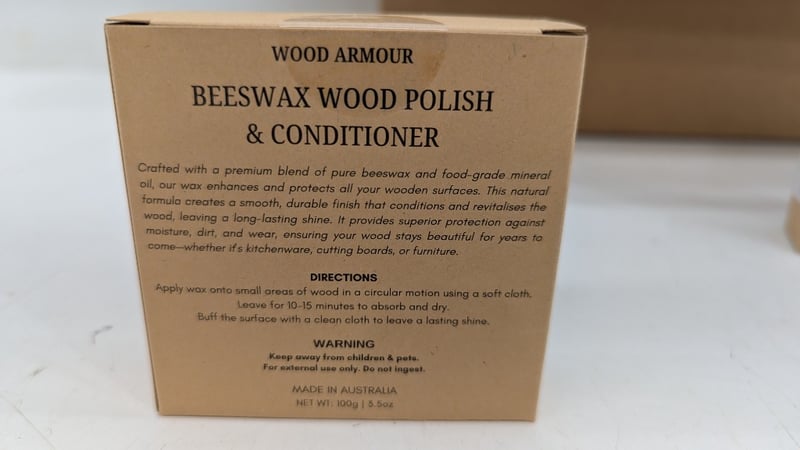 WOOD ARMOUR
BEESWAX WOOD POLISH
& CONDITIONER
Crafted with a premium blend of pure beeswax and food-grade mineral
oil, our wax enhances and protects all your wooden surfaces. This natural
formula creates a smooth, durable finish that conditions and revitalises the
wood, leaving a long-lasting shine. It provides superior protection against
moisture, dirt, and wear, ensuring your wood stays beautiful for years to
come—whether it's kitchenware, cutting boards, or furniture.
DIRECTIONS
Apply wax onto small areas of wood in a circular motion using a soft cloth.
Leave for 10-15 minutes to absorb and dry.
Buff the surface with a clean cloth to leave a lasting shine.
WARNING
Keep away from children & pets.
For external use only. Do not ingest.
MADE IN AUSTRALIA
NET WT: 100g | 3.5oz